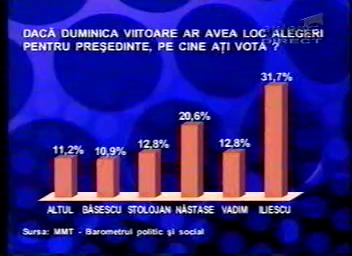 DACĂ DUMINICA VIITOARE AR AVEA LOC ALEGERI
PENTRU PREŞEDINTE, PE CINE AŢI VOTA ?
DIRECT
11,2%
10,9%
12,8%
20,6%
12,8%
31,7%
ALTUL BĂSESCU STOLOJAN NĂSTASE VADIM ILIESCU
Sursa: MMT - Barometrul politic şi social